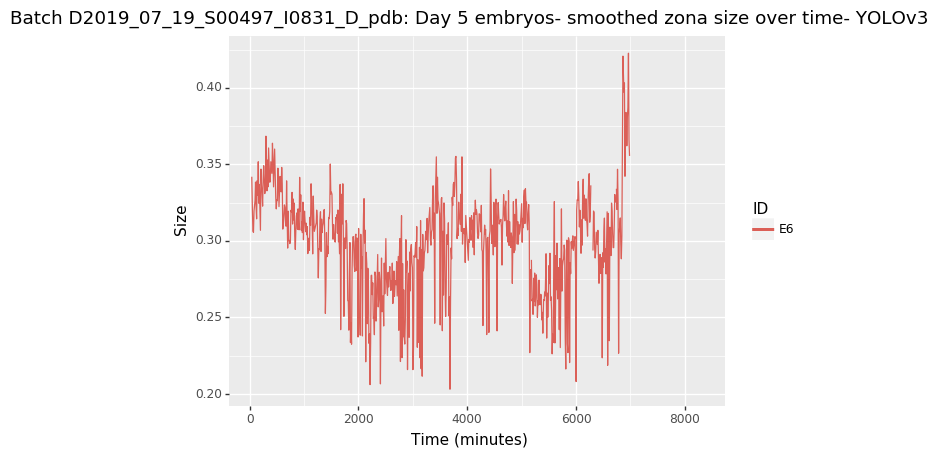 Batch D2019_07_19_S00497_I0831_D_pdb: Day 5 embryos- smoothed zona size over time- YOLOv3
0.40
0.35
0.30
0.25
0.20
Size
0
2000
4000
6000
8000
Time (minutes)
ID
E6